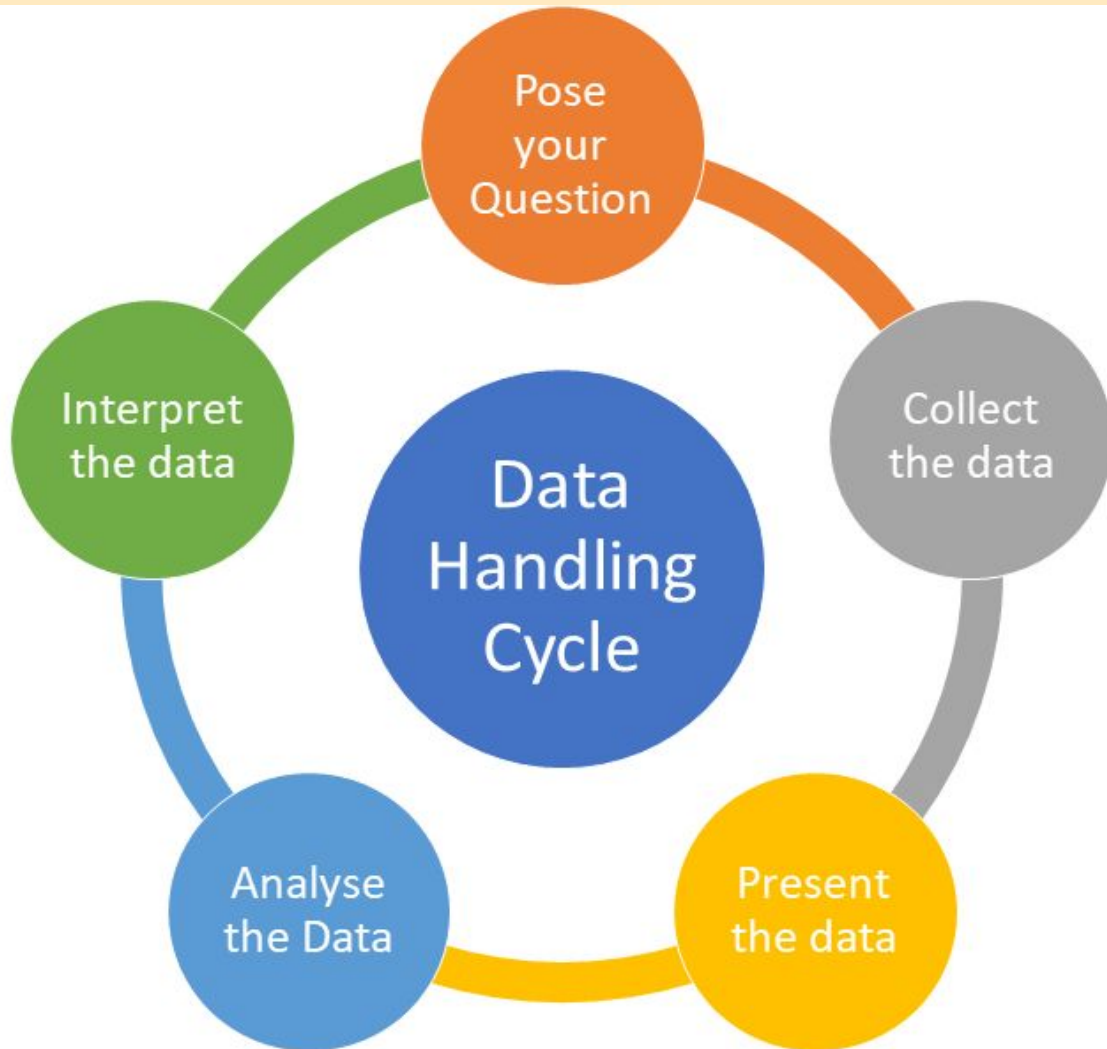 Pose
your
Question
Collect
the data
Present
the data
Analyse
the Data
Interpret
the data
Data
Handling
Cycle